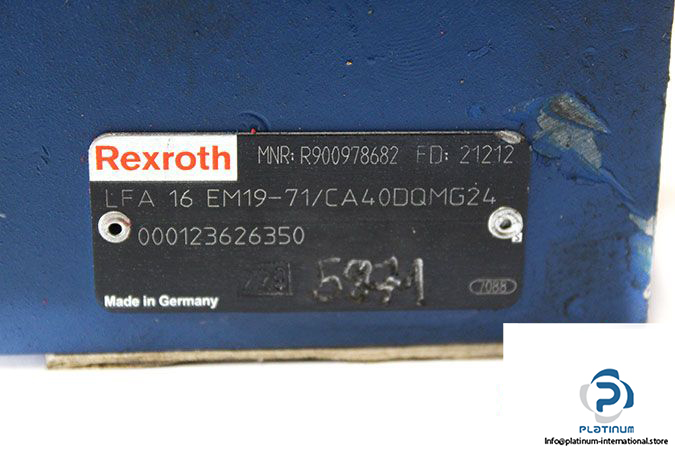 Rexroth MNR: R900978682 FD: 21212
LFA 16 EM19-71/CA40DQMG24
000123626350
Made in Germany 7088
PLATINUM
Info@platinum-international.store